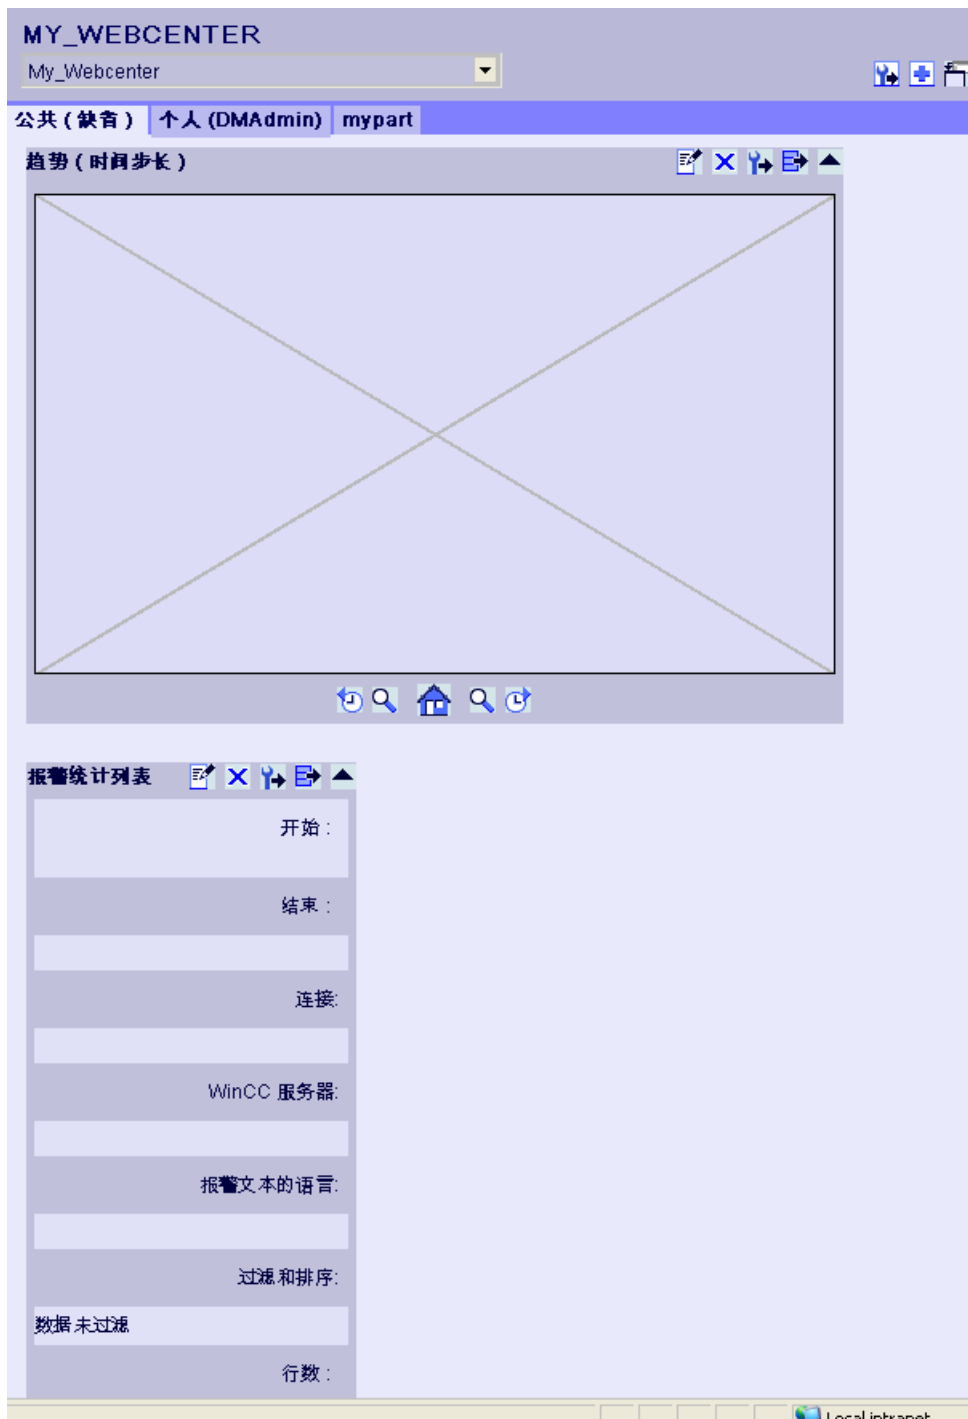 MY_WEBCENTER
My_Webcenter
公共 ( 缺省 ) 个人 (DMAdmin) mypart
趋势 ( 时间步长 )
报警统计列表
开始 :
结束 :
连接:
WinCC 服务器:
报警文本的语言:
过滤和排序:
数据未过滤
行数 :
Local intranet